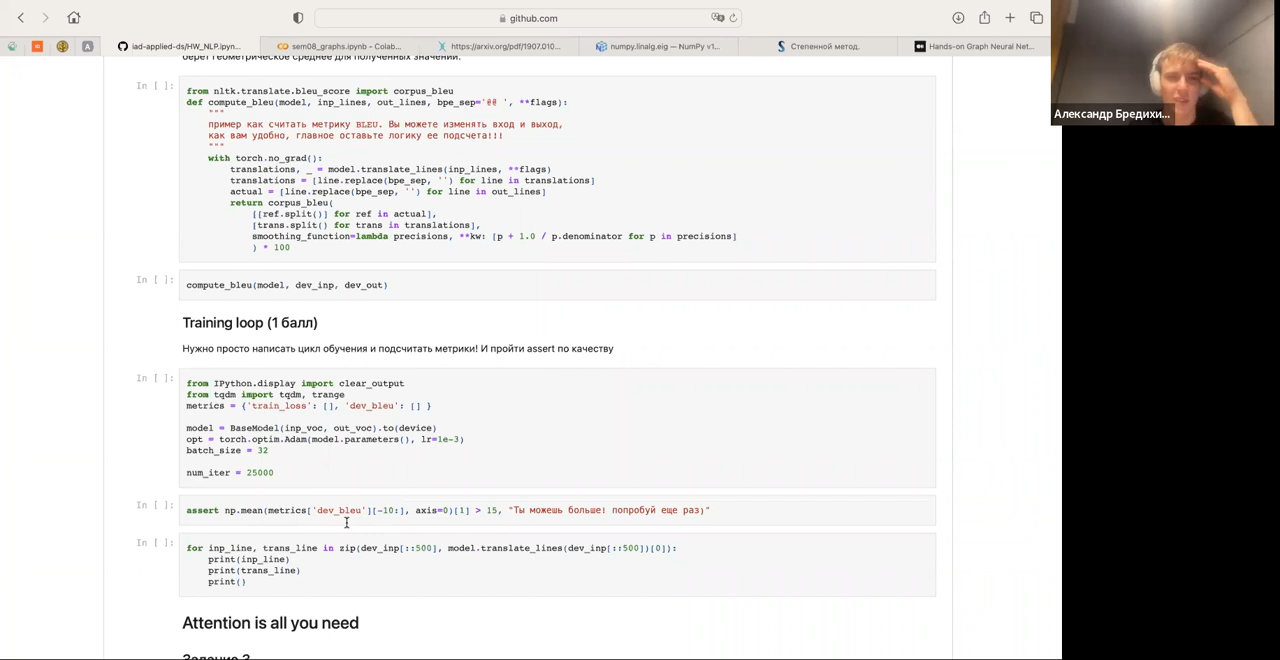 github.com
iad-applied-ds/HW_NLP.ipyn...
sem08_graphs.ipynb – Colab...
https://arxiv.org/pdf/1907.010...
numpy.linalg.eig — NumPy v1...
Степенной метод.
Hands-on Graph Neural Net...
Александр Бредихи...
берет геометрическое среднее для полученных значений.
In [ ]:
from nltk.translate.bleu_score import corpus_bleu
def compute_bleu(model, inp_lines, out_lines, bpe_sep='@@ ', **flags):
"""
пример как считать метрику BLEU. Вы можете изменять вход и выход,
как вам удобно, главное оставьте логику ее подсчета!!!
"""
with torch.no_grad():
translations, _ = model.translate_lines(inp_lines, **flags)
translations = [line.replace(bpe_sep, '') for line in translations]
actual = [line.replace(bpe_sep, '') for line in out_lines]
return corpus_bleu(
[[ref.split()] for ref in actual],
[trans.split() for trans in translations],
smoothing_function=lambda precisions, **kw: [p + 1.0 / p.denominator for p in precisions]
) * 100
In [ ]:
compute_bleu(model, dev_inp, dev_out)
Training loop (1 балл)
Нужно просто написать цикл обучения и подсчитать метрики! И пройти assert по качеству
In [ ]:
from IPython.display import clear_output
from tqdm import tqdm, trange
metrics = {'train_loss': [], 'dev_bleu': [] }
model = BaseModel(inp_voc, out_voc).to(device)
opt = torch.optim.Adam(model.parameters(), lr=1e-3)
batch_size = 32
num_iter = 25000
In [ ]:
assert np.mean(metrics['dev_bleu'][-10:], axis=0)[1] > 15, "Ты можешь больше! попробуй еще раз)"
In [ ]:
for inp_line, trans_line in zip(dev_inp[::500], model.translate_lines(dev_inp[::500])[0]):
print(inp_line)
print(trans_line)
print()
Attention is all you need
Задание 3